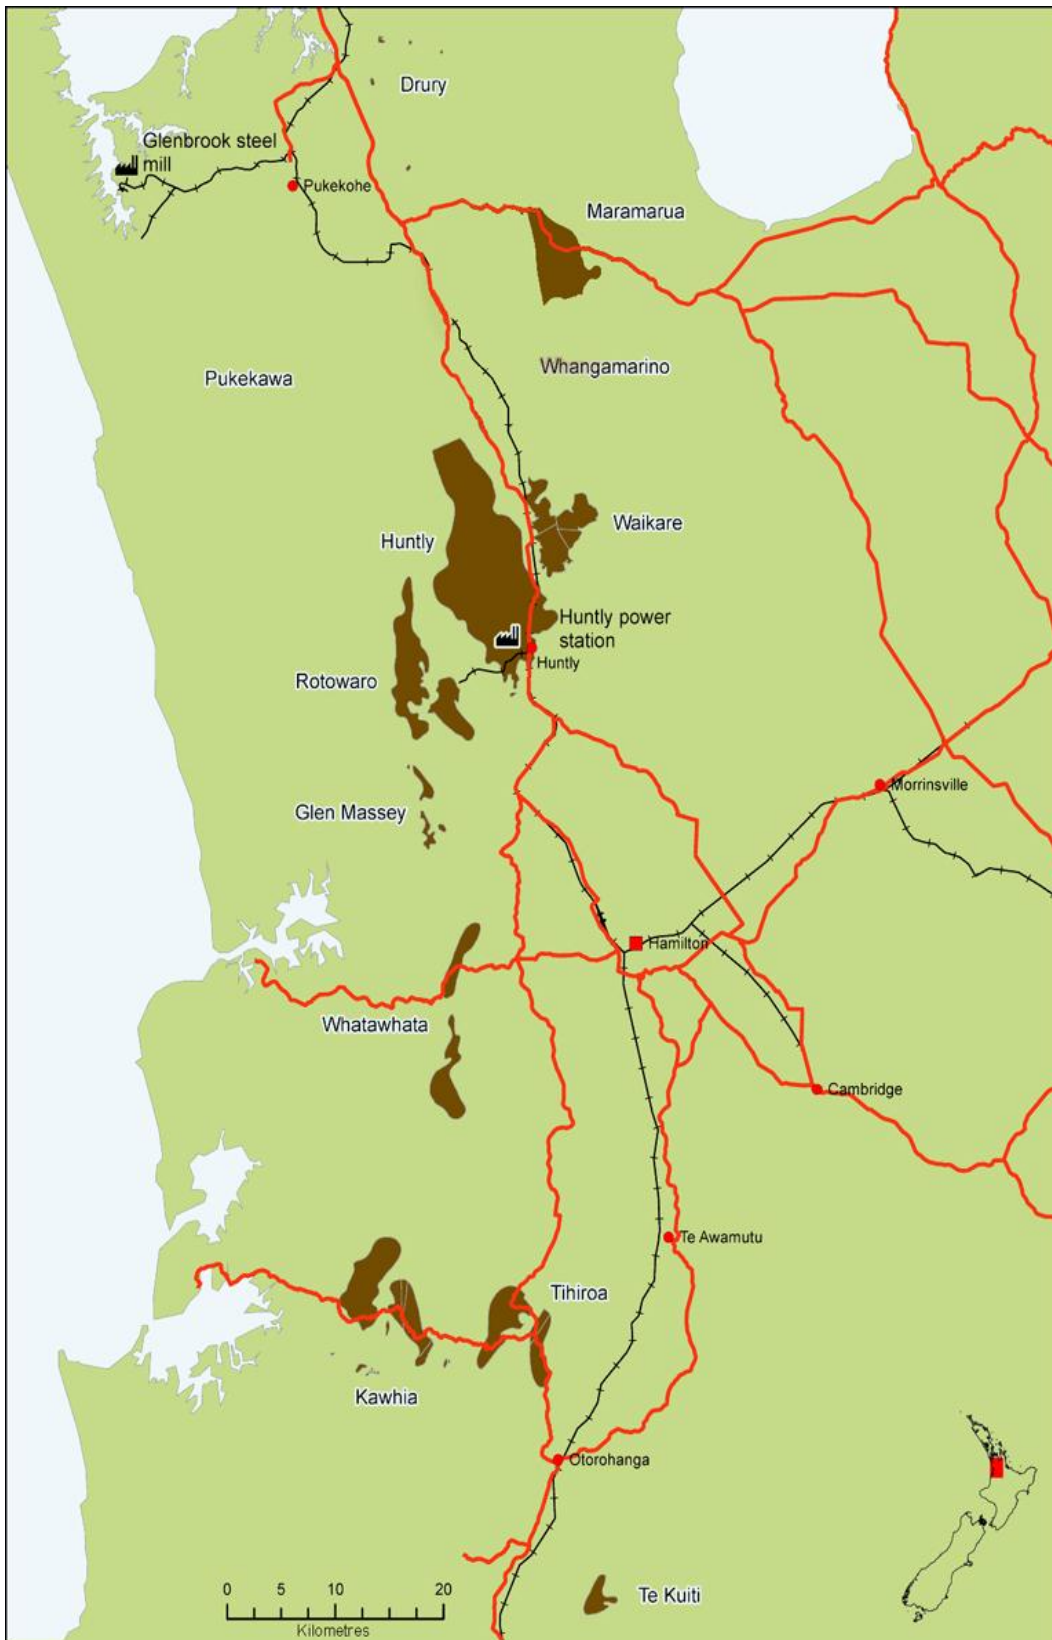 Drury
Glenbrook steel
mill
Pukekohe
Maramarua
Whangamarino
Pukekawa
Waikare
Huntly
Huntly power
station
Huntly
Rotowaro
Morrinsville
Glen Massey
Hamilton
Whatawhata
Cambridge
Te Awamutu
Tihiroa
Kawhia
Otorohanga
0 5 10 20
Kilometres
Te Kuiti